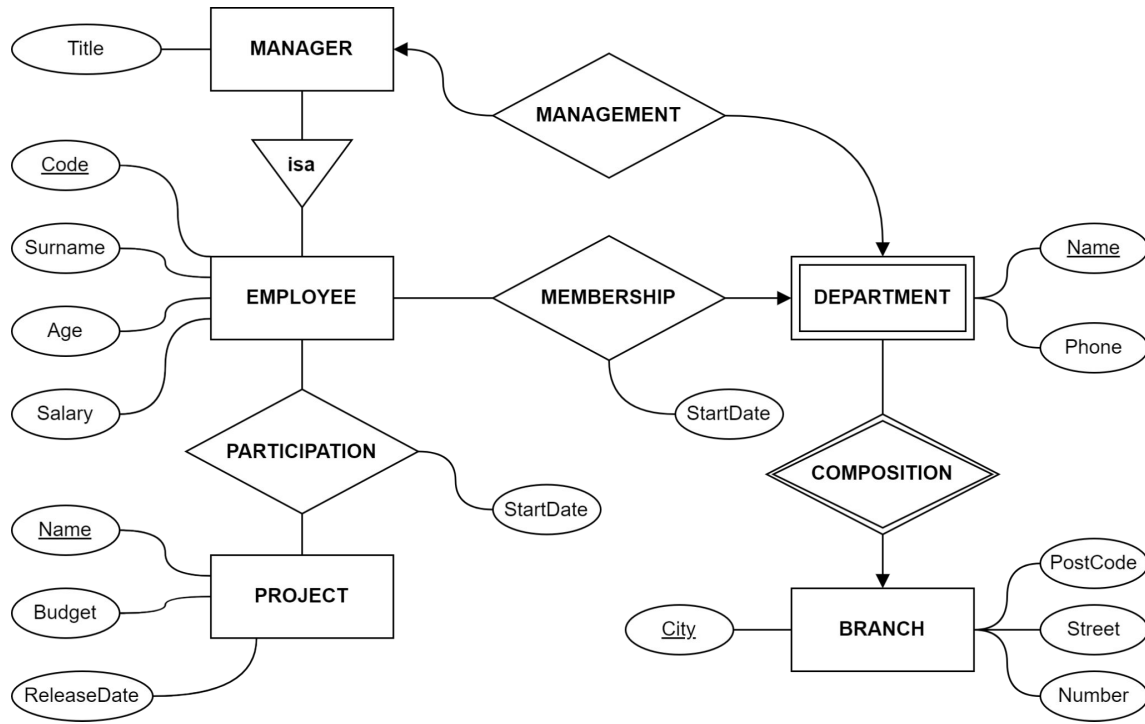 Title
MANAGER
MANAGEMENT
Code
isa
Surname
Name
EMPLOYEE
MEMBERSHIP
DEPARTMENT
Age
Phone
Salary
StartDate
PARTICIPATION
COMPOSITION
StartDate
Name
PostCode
PROJECT
Budget
City
BRANCH
Street
ReleaseDate
Number